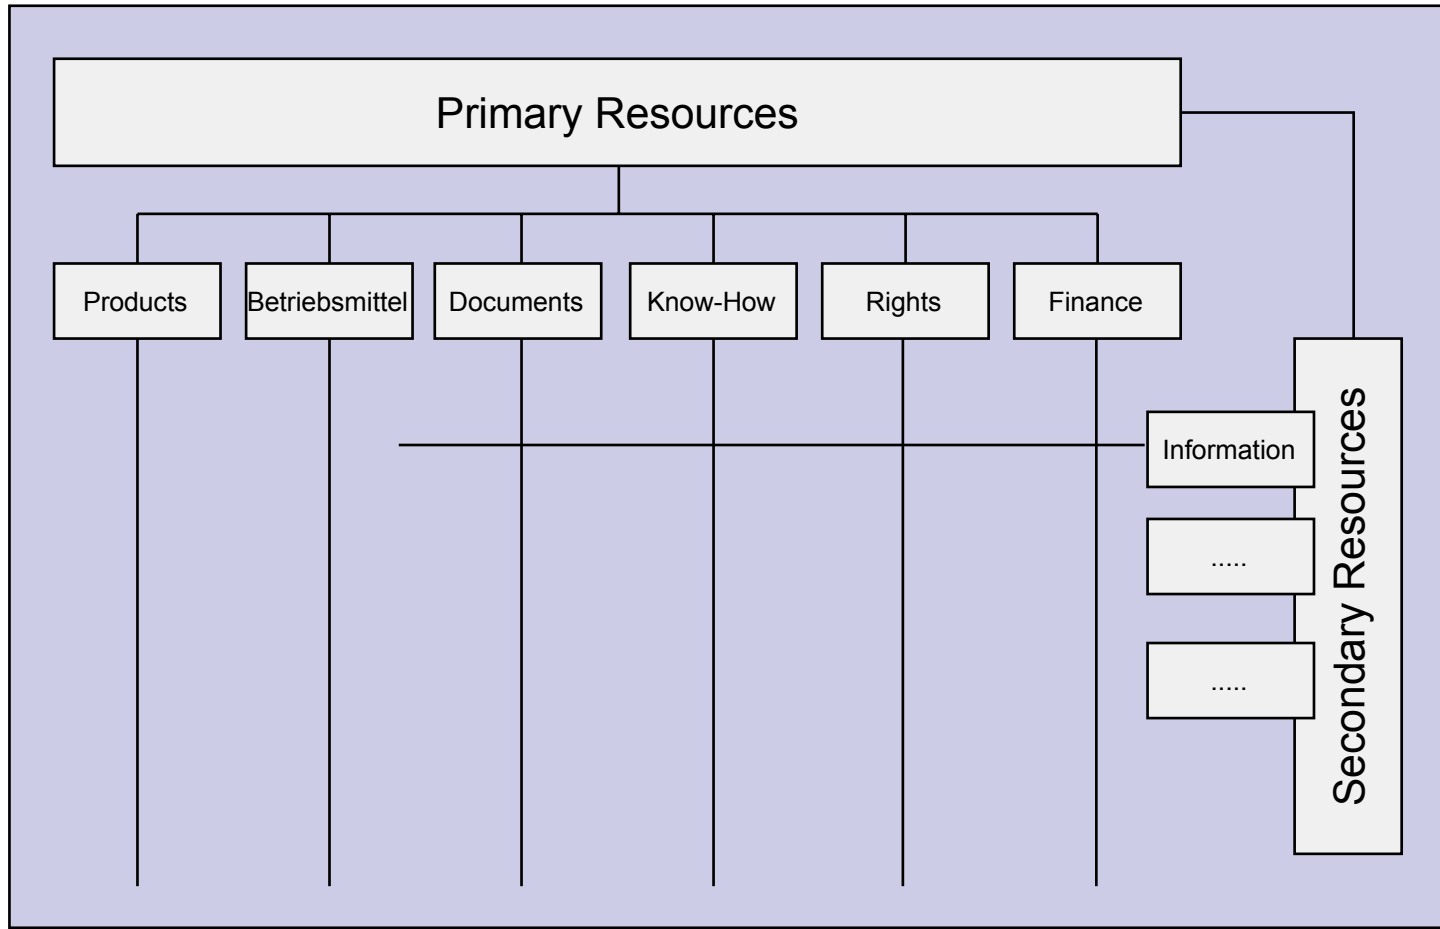 Primary Resources
Products
Betriebsmittel
Documents
Know-How
Rights
Finance
Information
.....
.....
Secondary Resources